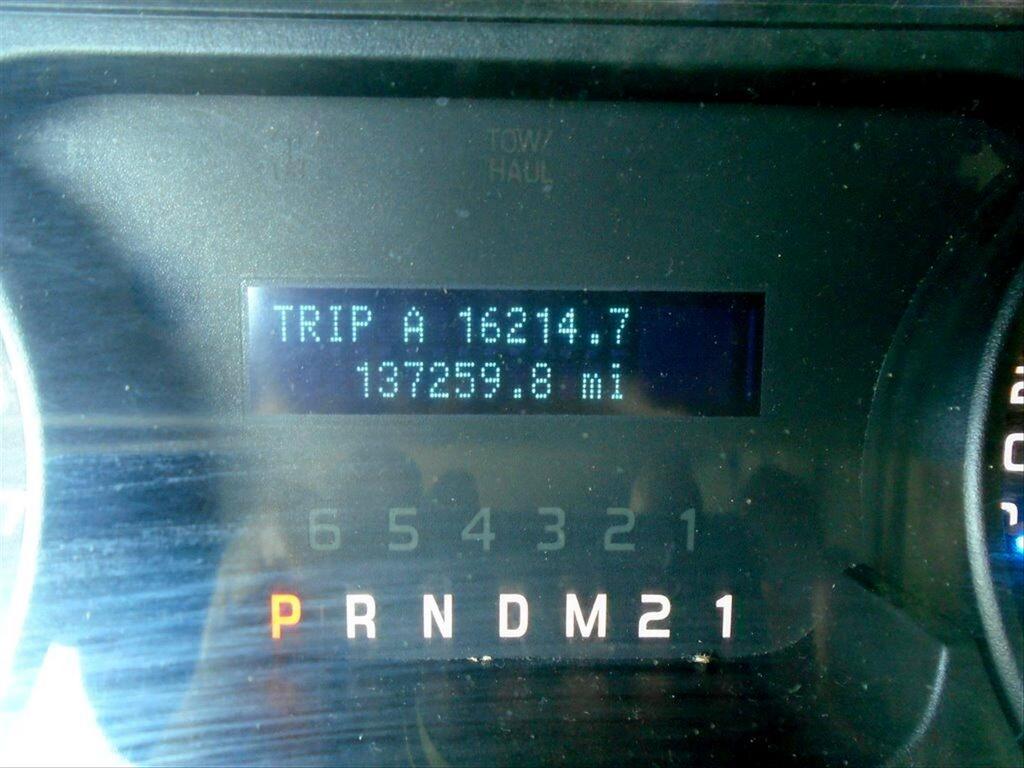 TOW/
HAUL
TRIP A 16214.7
137259.8 mi
6 5 4 3 2 1
P R N D M 2 1